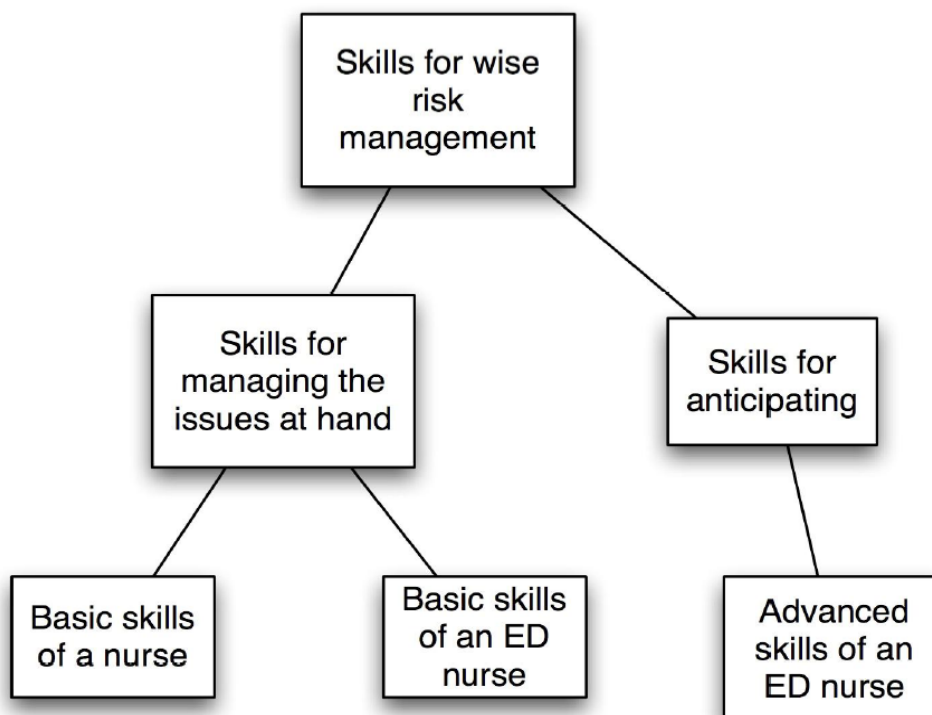 Skills for wise
risk
management
Skills for
managing the
issues at hand
Skills for
anticipating
Basic skills
of a nurse
Basic skills
of an ED
nurse
Advanced
skills of an
ED nurse